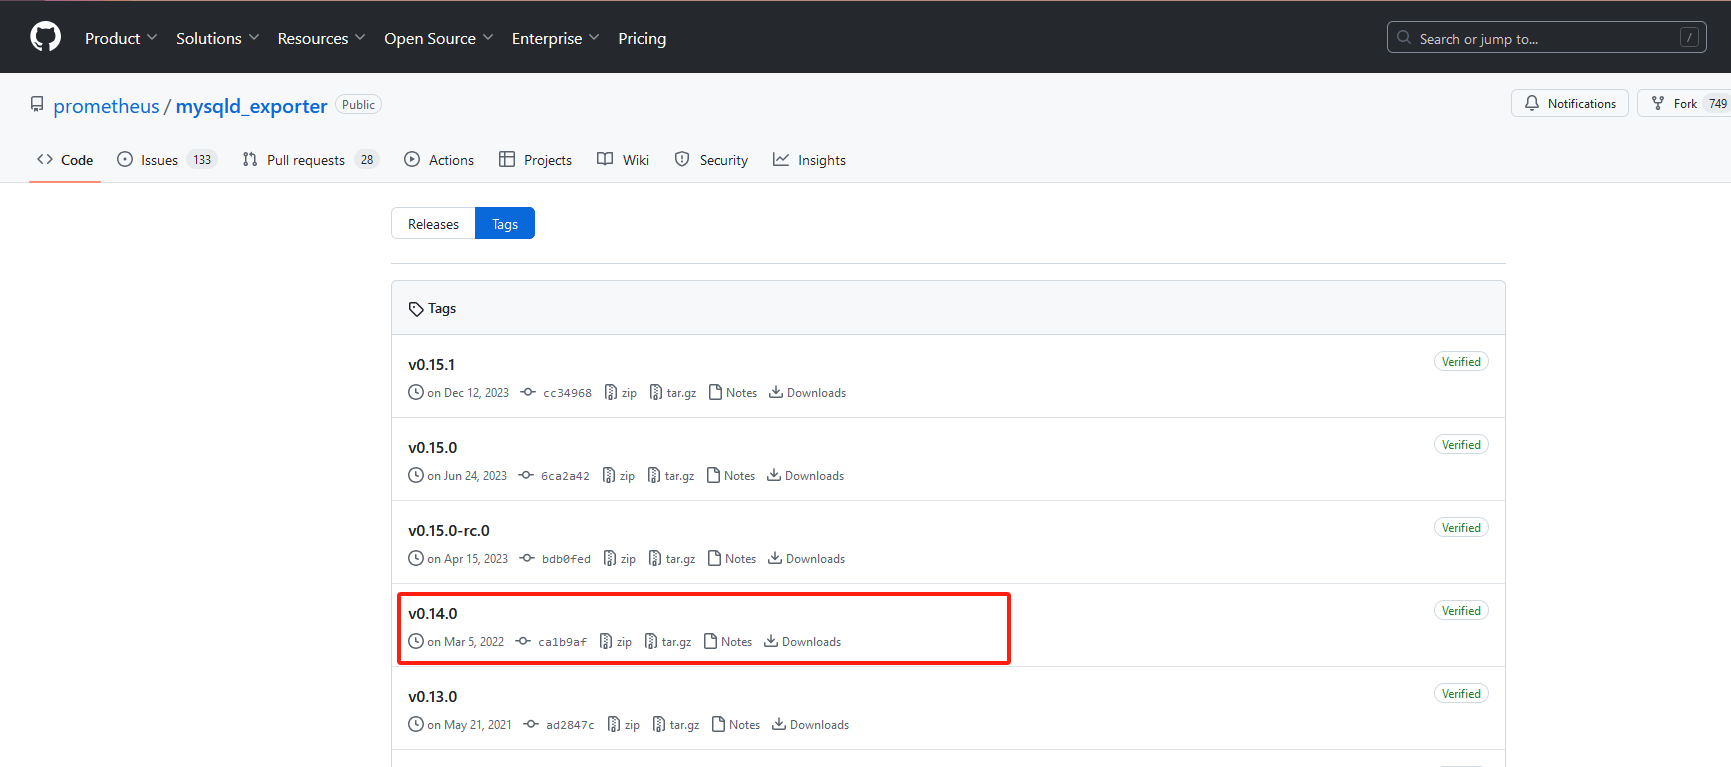 Product Solutions Resources Open Source Enterprise Pricing Search or jump to... /
prometheus / mysqld_exporter Public Notifications Fork 749
Code Issues 133 Pull requests 28 Actions Projects Wiki Security Insights
Releases Tags
Tags
v0.15.1 Verified
on Dec 12, 2023 cc34968 zip tar.gz Notes Downloads
v0.15.0 Verified
on Jun 24, 2023 6ca2a42 zip tar.gz Notes Downloads
v0.15.0-rc.0 Verified
on Apr 15, 2023 bdb0fed zip tar.gz Notes Downloads
v0.14.0 Verified
on Mar 5, 2022 ca1b9af zip tar.gz Notes Downloads
v0.13.0 Verified
on May 21, 2021 ad2847c zip tar.gz Notes Downloads